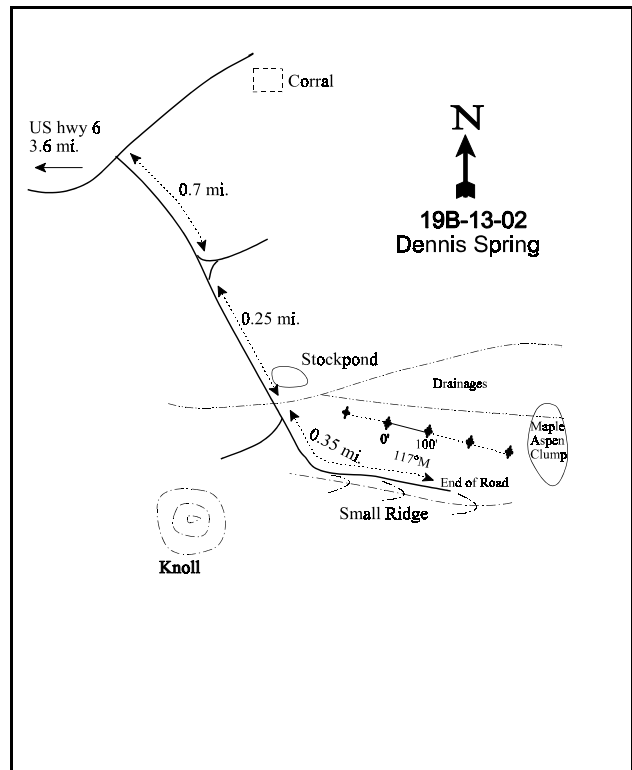 Corral
US hwy 6
3.6 mi.
N
0.7 mi.
19B-13-02
Dennis Spring
0.25 mi.
Stockpond
Drainages
0'
100'
Maple
Aspen
Clump
0.35 mi.
117°M
End of Road
Small Ridge
Knoll